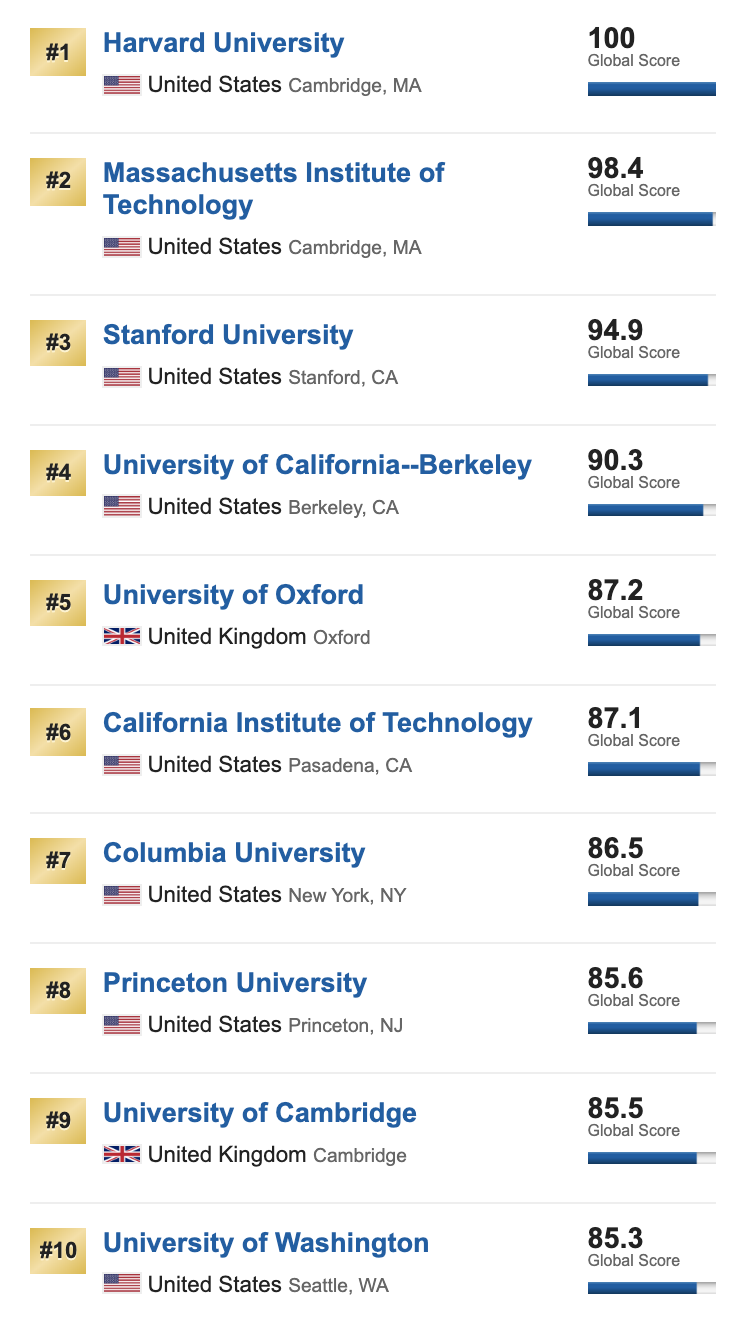 #1
Harvard University
United States Cambridge, MA
100
Global Score
#2
Massachusetts Institute of
Technology
United States Cambridge, MA
98.4
Global Score
#3
Stanford University
United States Stanford, CA
94.9
Global Score
#4
University of California--Berkeley
United States Berkeley, CA
90.3
Global Score
#5
University of Oxford
United Kingdom Oxford
87.2
Global Score
#6
California Institute of Technology
United States Pasadena, CA
87.1
Global Score
#7
Columbia University
United States New York, NY
86.5
Global Score
#8
Princeton University
United States Princeton, NJ
85.6
Global Score
#9
University of Cambridge
United Kingdom Cambridge
85.5
Global Score
#10
University of Washington
United States Seattle, WA
85.3
Global Score